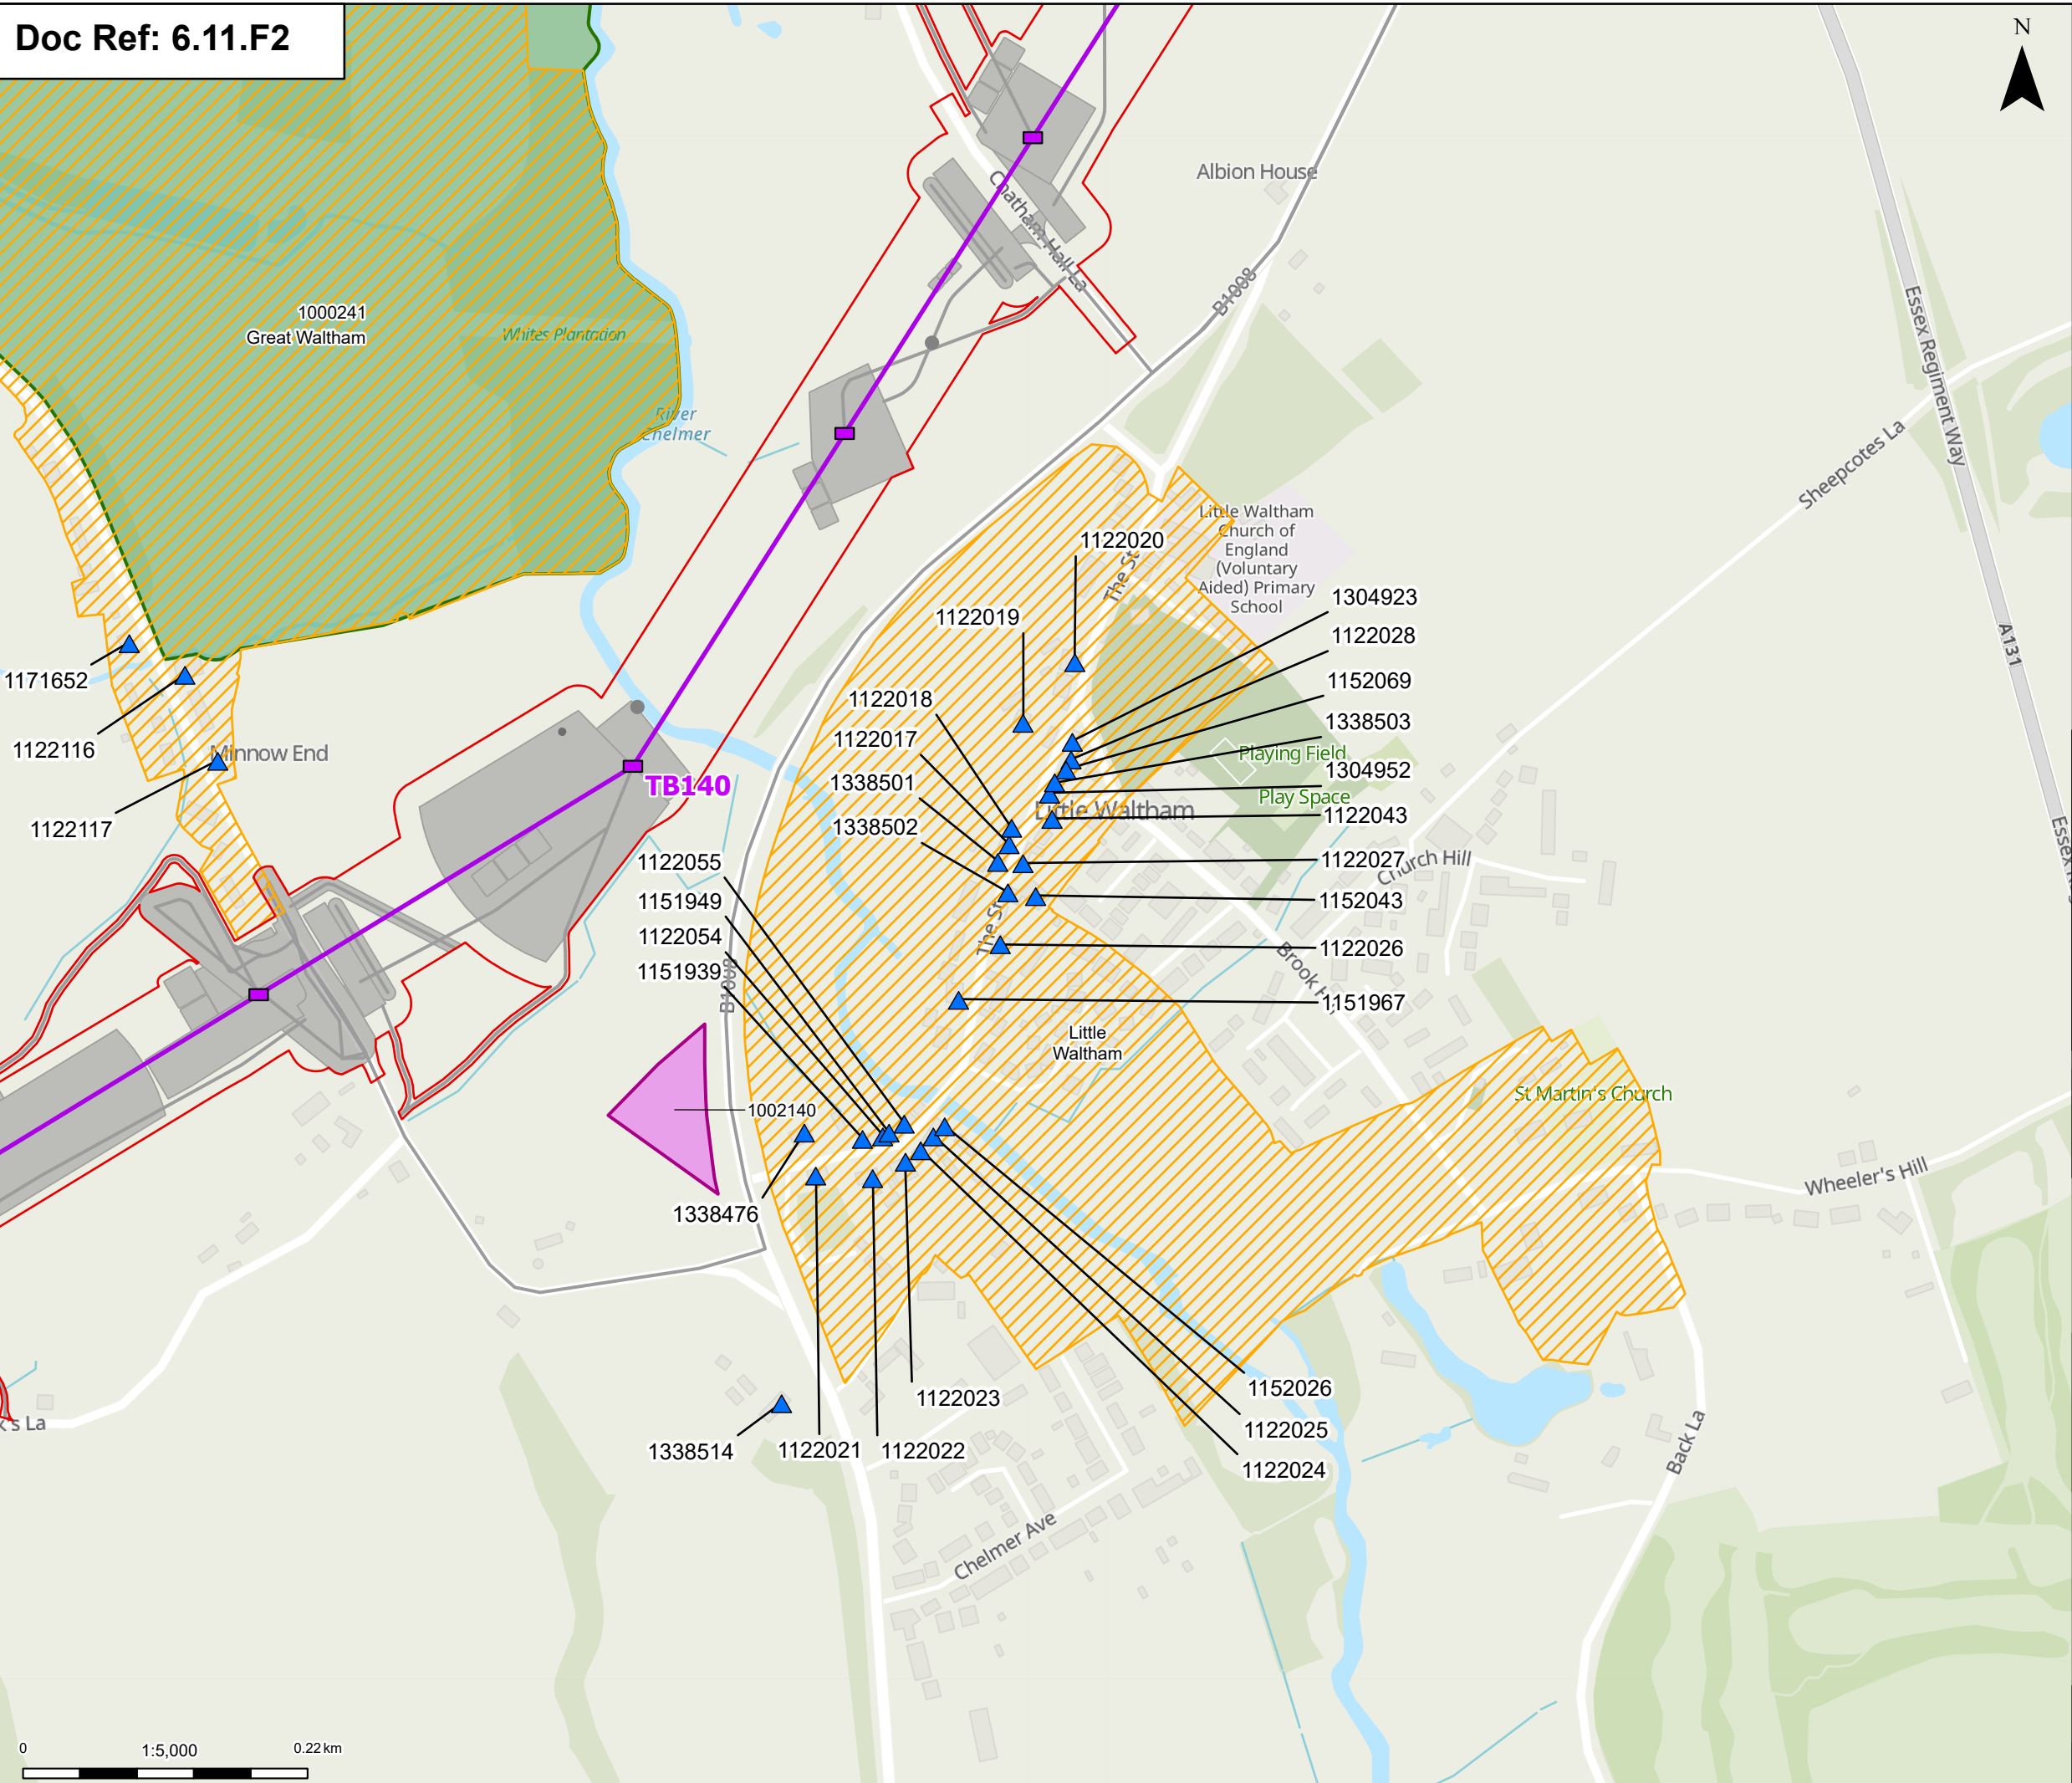 Doc Ref: 6.11.F2
N
Albion House
Chatham Hall La
B1008
Essex Regiment Way
1000241
Great Waltham
Whites Plantation
River
Chelmer
Sheepcotes La
Little Waltham
Church of
England
(Voluntary
Aided) Primary
School
1122020
The St
1304923
1122019
1122028
A131
1171652
1152069
1122018
1338503
1122116
Minnow End
1122017
Playing Field
1304952
TB140
1338501
Play Space
Little Waltham
1122043
1122117
1338502
1122055
1122027
Church Hill
1151949
1152043
The St
1122054
1122026
Brook H
1151939
B1008
1151967
Little
Waltham
St Martin's Church
1002140
Wheeler's Hill
1338476
1152026
1122023
k's La
1122025
1338514
1122021
1122022
1122024
Back La
Chelmer Ave
0
1:5,000
0.22 km